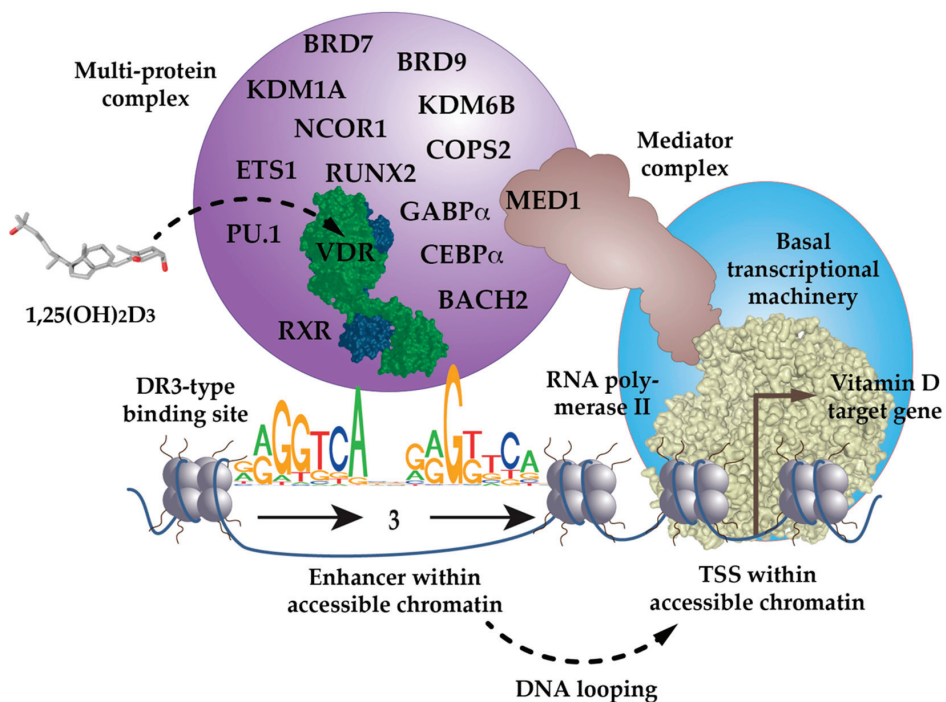 BRD7
BRD9
Multi-protein
complex
KDM1A
KDM6B
NCOR1
COPS2
Mediator
complex
ETS1
RUNX2
MED1
GABPα
PU.1
VDR
CEBPα
Basal
transcriptional
machinery
1,25(OH)2D3
BACH2
RXR
DR3-type
binding site
RNA poly-
merase II
Vitamin D
target gene
AGGTCA
GAGTTCA
3
Enhancer within
accessible chromatin
TSS within
accessible chromatin
DNA looping